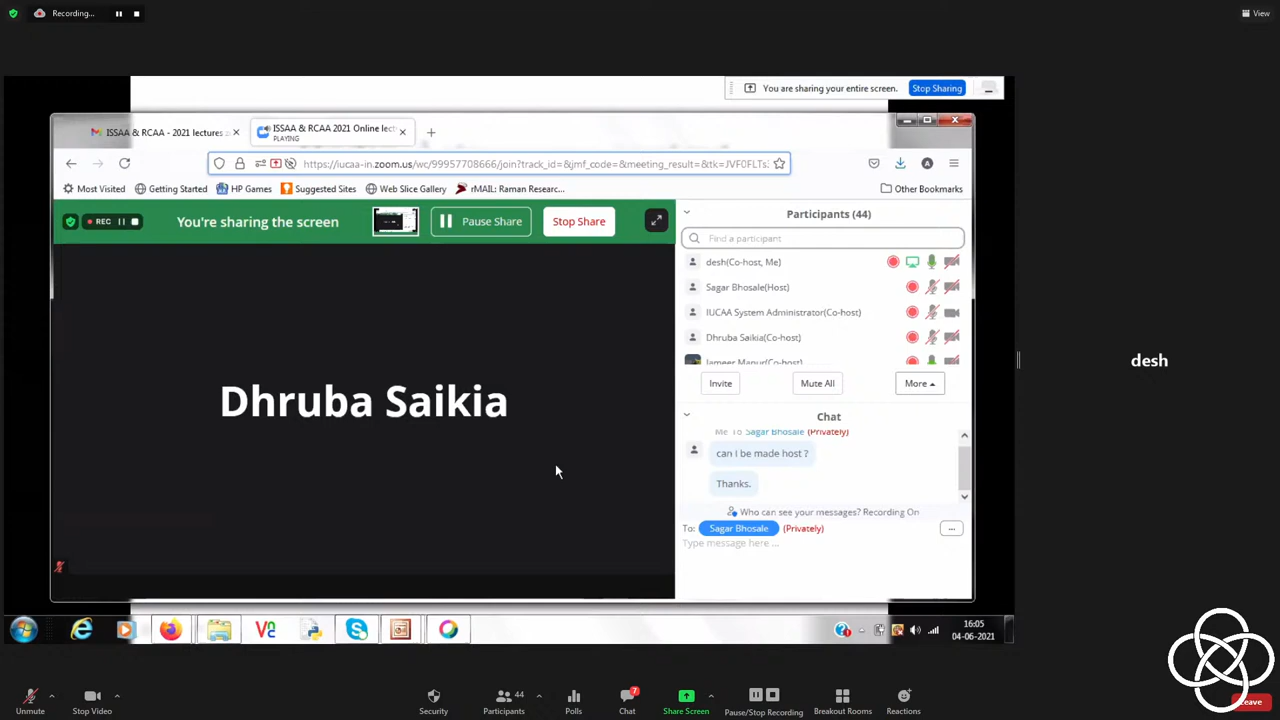 Recording...
View
You are sharing your entire screen.
Stop Sharing
ISSAA & RCAA - 2021 lectures
ISSAA & RCAA 2021 Online lect
PLAYING
https://iucaa-in.zoom.us/wc/99957708666/join?track_id=&jmf_code=&meeting_result=&tk=JVF0FLTs
Most Visited
Getting Started
HP Games
Suggested Sites
Web Slice Gallery
rMAIL: Raman Researc...
Other Bookmarks
REC
You're sharing the screen
Pause Share
Stop Share
Participants (44)
Find a participant
desh(Co-host, Me)
Sagar Bhosale(Host)
IUCAA System Administrator(Co-host)
Dhruba Saikia(Co-host)
Jameer Manur(Co-host)
Invite
Mute All
More
Chat
Me To Sagar Bhosale (Privately)
can I be made host ?
Thanks.
Who can see your messages? Recording On
To: Sagar Bhosale (Privately)
...
Type message here ...
Dhruba Saikia
desh
16:05
04-06-2021
Unmute
Stop Video
Security
44
Participants
Polls
7
Chat
Share Screen
Pause/Stop Recording
Breakout Rooms
Reactions
Leave